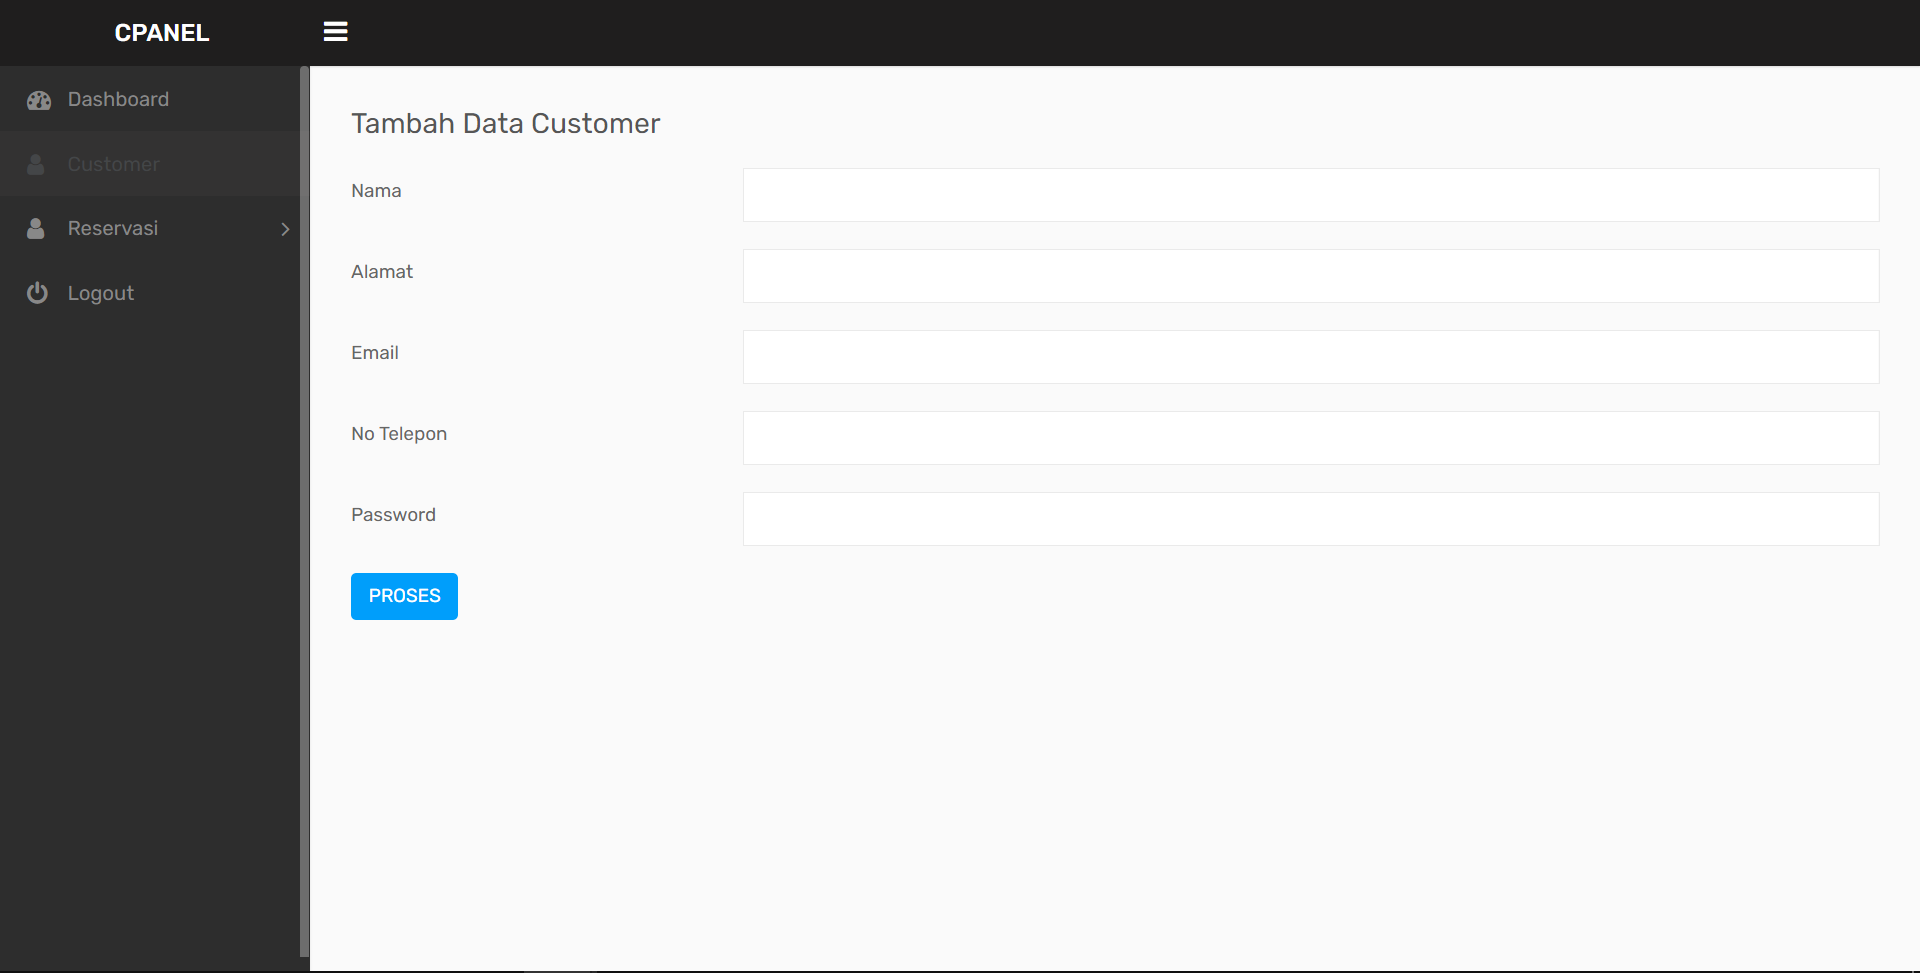 CPANEL
Dashboard
Customer
Reservasi
Logout
Tambah Data Customer
Nama
Alamat
Email
No Telepon
Password
PROSES